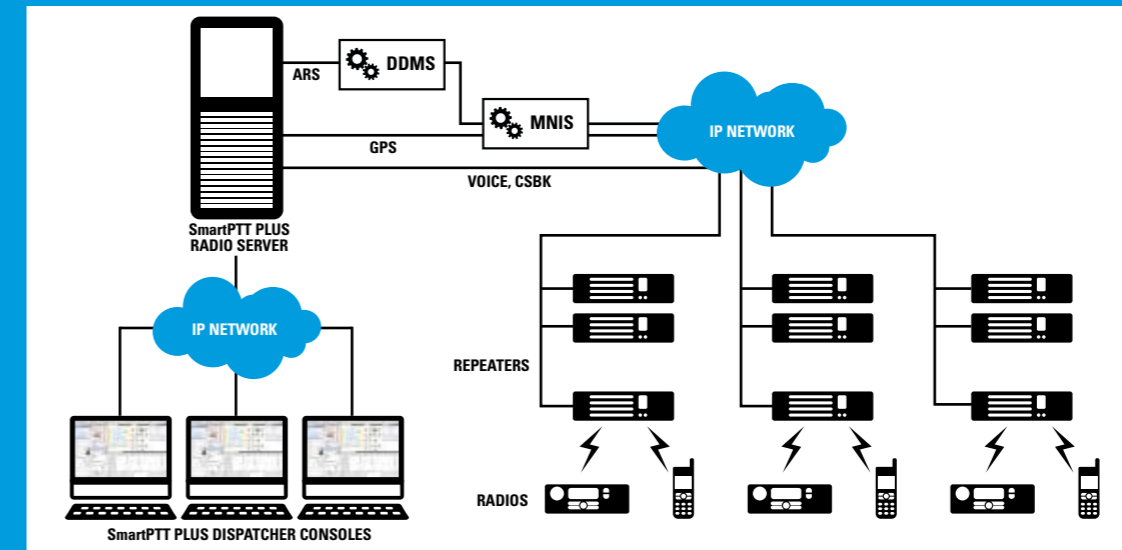 ARS
DDMS
MNIS
IP NETWORK
GPS
VOICE, CSBK
SmartPTT PLUS
RADIO SERVER
IP NETWORK
REPEATERS
RADIOS
SmartPTT PLUS DISPATCHER CONSOLES